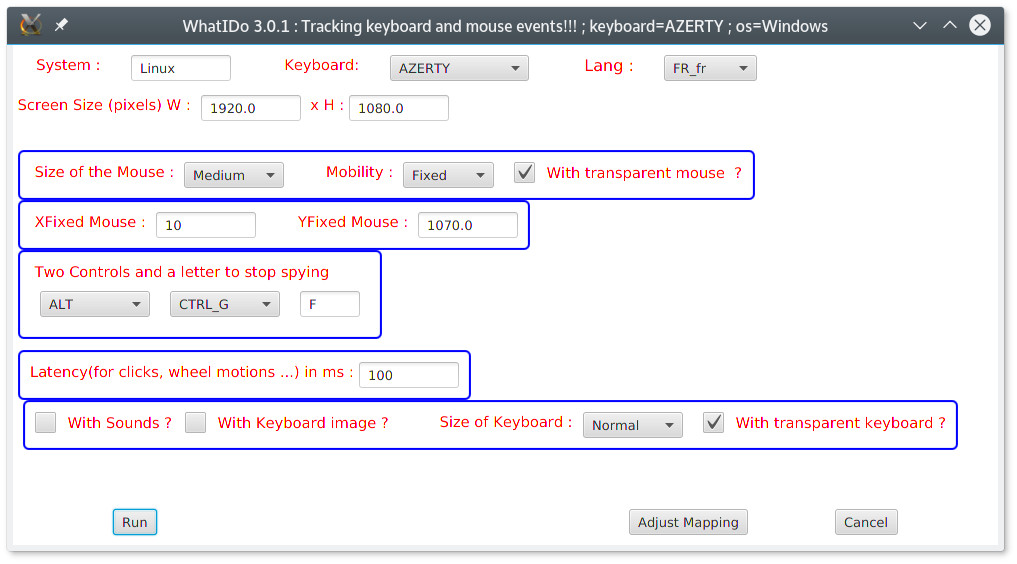 WhatIDo 3.0.1 : Tracking keyboard and mouse events!!! ; keyboard=AZERTY ; os=Windows
System : Linux Keyboard: AZERTY Lang : FR_fr
Screen Size (pixels) W : 1920.0 x H : 1080.0
Size of the Mouse : Medium Mobility : Fixed With transparent mouse ?
XFixed Mouse : 10 YFixed Mouse : 1070.0
Two Controls and a letter to stop spying
ALT CTRL_G F
Latency(for clicks, wheel motions ...) in ms : 100
With Sounds ? With Keyboard image ? Size of Keyboard : Normal With transparent keyboard ?
Run Adjust Mapping Cancel